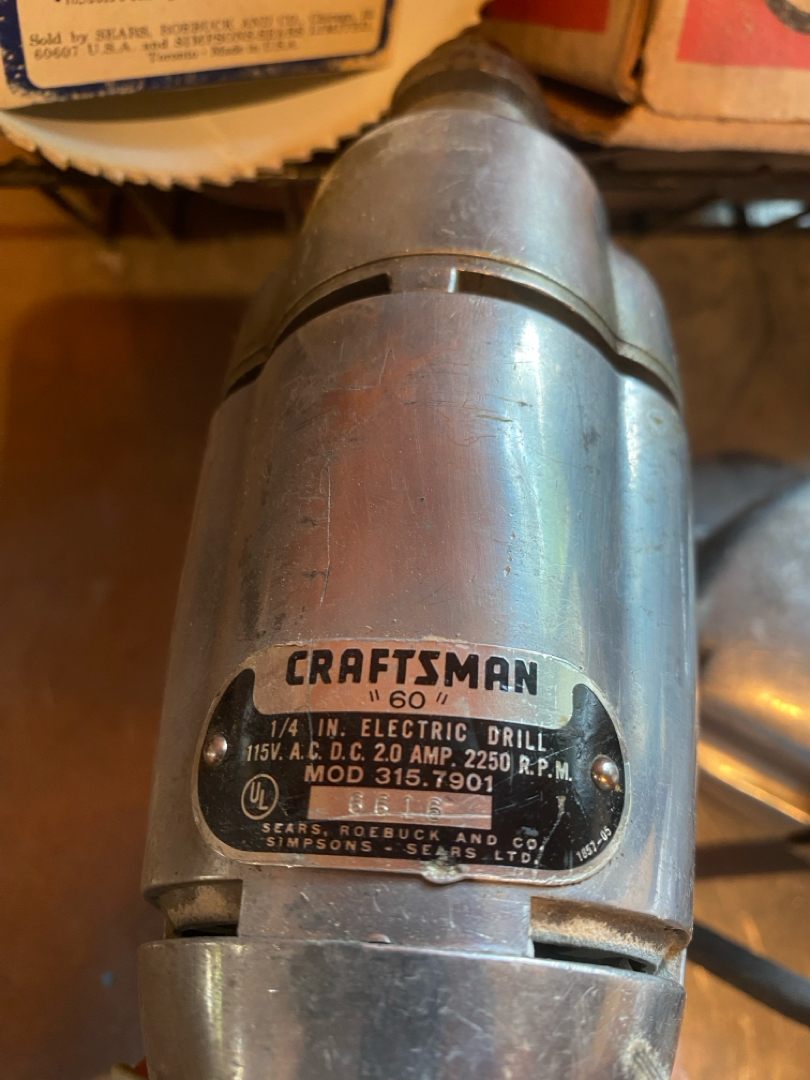 Sold by SEARS, ROEBUCK AND CO.
60607 U.S.A. and SIMPSONS-SEARS LIMITED,
Toronto • Made in U.S.A.
CRAFTSMAN
"60"
1/4 IN. ELECTRIC DRILL
115V. A.C. D.C. 2.0 AMP. 2250 R.P.M.
MOD 315.7901
UL
6616
SEARS, ROEBUCK AND CO.
SIMPSONS - SEARS LTD.
1857-05